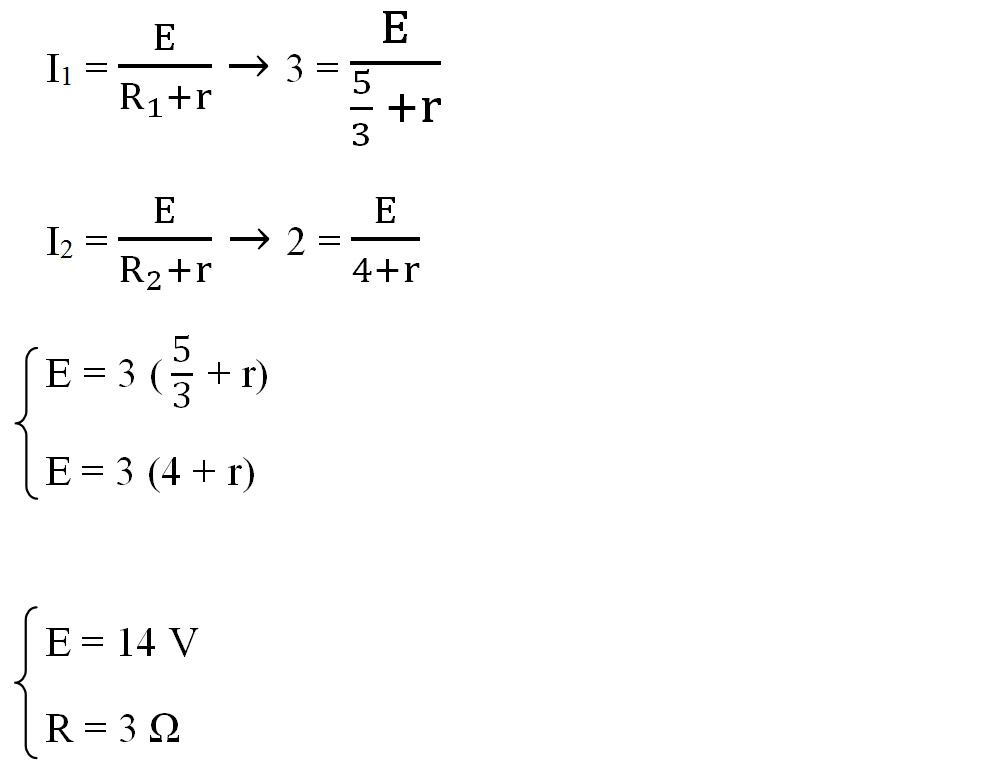 I₁ = E/(R₁+r) → 3 = E/(5/3 +r)
I₂ = E/(R₂+r) → 2 = E/(4+r)
E = 3 (5/3 + r)
E = 3 (4 + r)
E = 14 V
R = 3 Ω